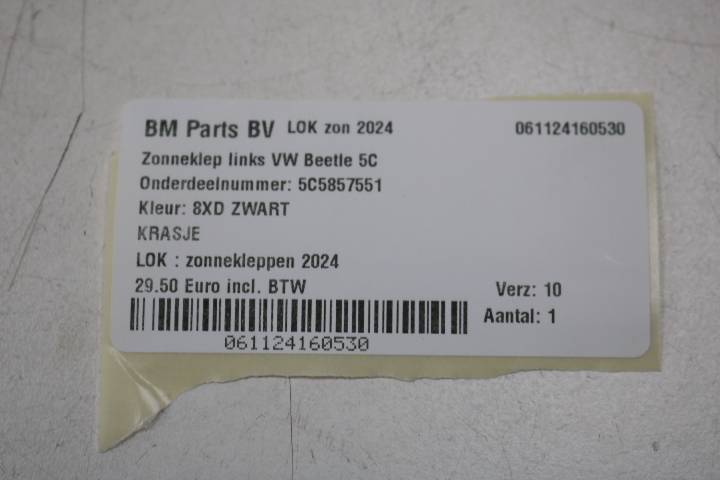 BM Parts BV LOK zon 2024 061124160530
Zonneklep links VW Beetle 5C
Onderdeelnummer: 5C5857551
Kleur: 8XD ZWART
KRASJE
LOK : zonnekleppen 2024
29.50 Euro incl. BTW Verz: 10
Aantal: 1
061124160530